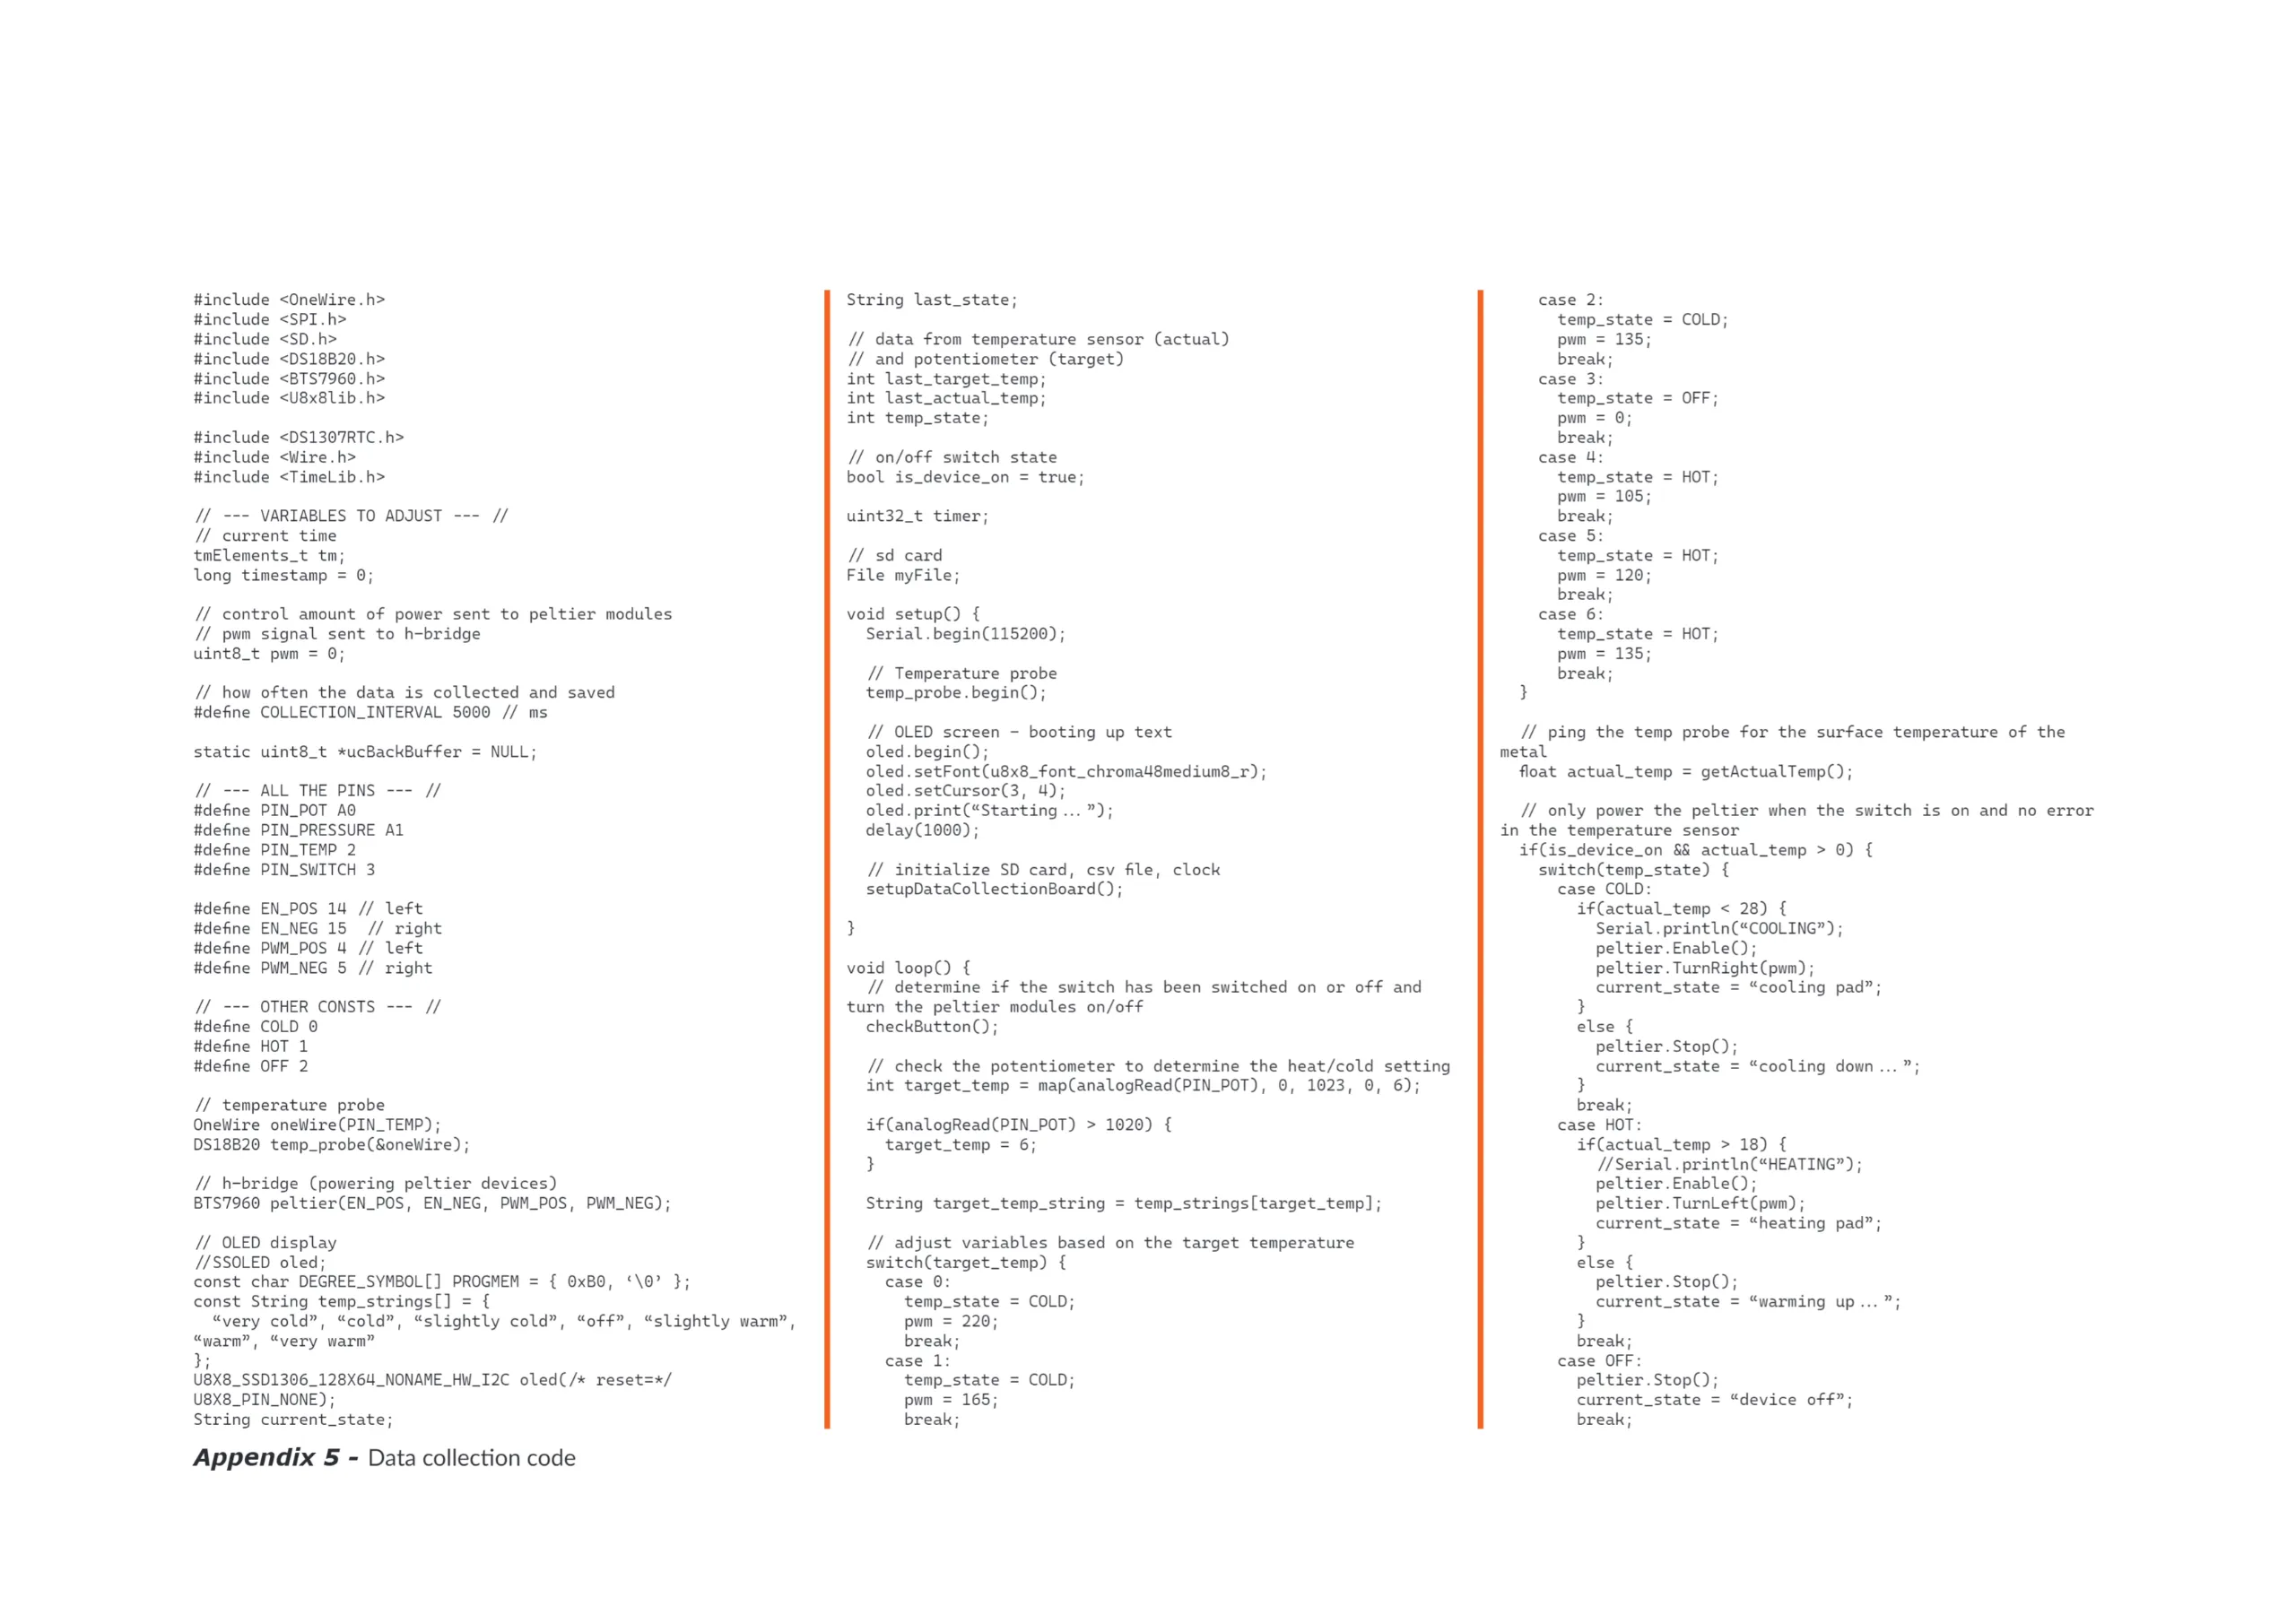 #include <OneWire.h>
#include <SPI.h>
#include <SD.h>
#include <DS18B20.h>
#include <BTS7960.h>
#include <U8x8lib.h>

#include <DS1307RTC.h>
#include <Wire.h>
#include <TimeLib.h>

// --- VARIABLES TO ADJUST --- //
// current time
tmElements_t tm;
long timestamp = 0;

// control amount of power sent to peltier modules
// pwm signal sent to h-bridge
uint8_t pwm = 0;

// how often the data is collected and saved
#define COLLECTION_INTERVAL 5000 // ms

static uint8_t *ucBackBuffer = NULL;

// --- ALL THE PINS --- //
#define PIN_POT A0
#define PIN_PRESSURE A1
#define PIN_TEMP 2
#define PIN_SWITCH 3

#define EN_POS 14 // left
#define EN_NEG 15  // right
#define PWM_POS 4 // left
#define PWM_NEG 5 // right

// --- OTHER CONSTS --- //
#define COLD 0
#define HOT 1
#define OFF 2

// temperature probe
OneWire oneWire(PIN_TEMP);
DS18B20 temp_probe(&oneWire);

// h-bridge (powering peltier devices)
BTS7960 peltier(EN_POS, EN_NEG, PWM_POS, PWM_NEG);

// OLED display
//SSOLED oled;
const char DEGREE_SYMBOL[] PROGMEM = { 0xB0, ‘\0’ };
const String temp_strings[] = {
  “very cold”, “cold”, “slightly cold”, “off”, “slightly warm”,
“warm”, “very warm”
};
U8X8_SSD1306_128X64_NONAME_HW_I2C oled(/* reset=*/
U8X8_PIN_NONE);
String current_state;
String last_state;

// data from temperature sensor (actual)
// and potentiometer (target)
int last_target_temp;
int last_actual_temp;
int temp_state;

// on/off switch state
bool is_device_on = true;

uint32_t timer;

// sd card
File myFile;

void setup() {
  Serial.begin(115200);

  // Temperature probe
  temp_probe.begin();

  // OLED screen - booting up text
  oled.begin();
  oled.setFont(u8x8_font_chroma48medium8_r);
  oled.setCursor(3, 4);
  oled.print(“Starting...”);
  delay(1000);

  // initialize SD card, csv file, clock
  setupDataCollectionBoard();

}

void loop() {
  // determine if the switch has been switched on or off and
turn the peltier modules on/off
  checkButton();

  // check the potentiometer to determine the heat/cold setting
  int target_temp = map(analogRead(PIN_POT), 0, 1023, 0, 6);

  if(analogRead(PIN_POT) > 1020) {
    target_temp = 6;
  }

  String target_temp_string = temp_strings[target_temp];

  // adjust variables based on the target temperature
  switch(target_temp) {
    case 0:
      temp_state = COLD;
      pwm = 220;
      break;
    case 1:
      temp_state = COLD;
      pwm = 165;
      break;
    case 2:
      temp_state = COLD;
      pwm = 135;
      break;
    case 3:
      temp_state = OFF;
      pwm = 0;
      break;
    case 4:
      temp_state = HOT;
      pwm = 105;
      break;
    case 5:
      temp_state = HOT;
      pwm = 120;
      break;
    case 6:
      temp_state = HOT;
      pwm = 135;
      break;
  }

  // ping the temp probe for the surface temperature of the
metal
  float actual_temp = getActualTemp();

  // only power the peltier when the switch is on and no error
in the temperature sensor
  if(is_device_on && actual_temp > 0) {
    switch(temp_state) {
      case COLD:
        if(actual_temp < 28) {
          Serial.println(“COOLING”);
          peltier.Enable();
          peltier.TurnRight(pwm);
          current_state = “cooling pad”;
        }
        else {
          peltier.Stop();
          current_state = “cooling down...”;
        }
        break;
      case HOT:
        if(actual_temp > 18) {
          //Serial.println(“HEATING”);
          peltier.Enable();
          peltier.TurnLeft(pwm);
          current_state = “heating pad”;
        }
        else {
          peltier.Stop();
          current_state = “warming up...”;
        }
        break;
      case OFF:
        peltier.Stop();
        current_state = “device off”;
        break;
Appendix 5 - Data collection code